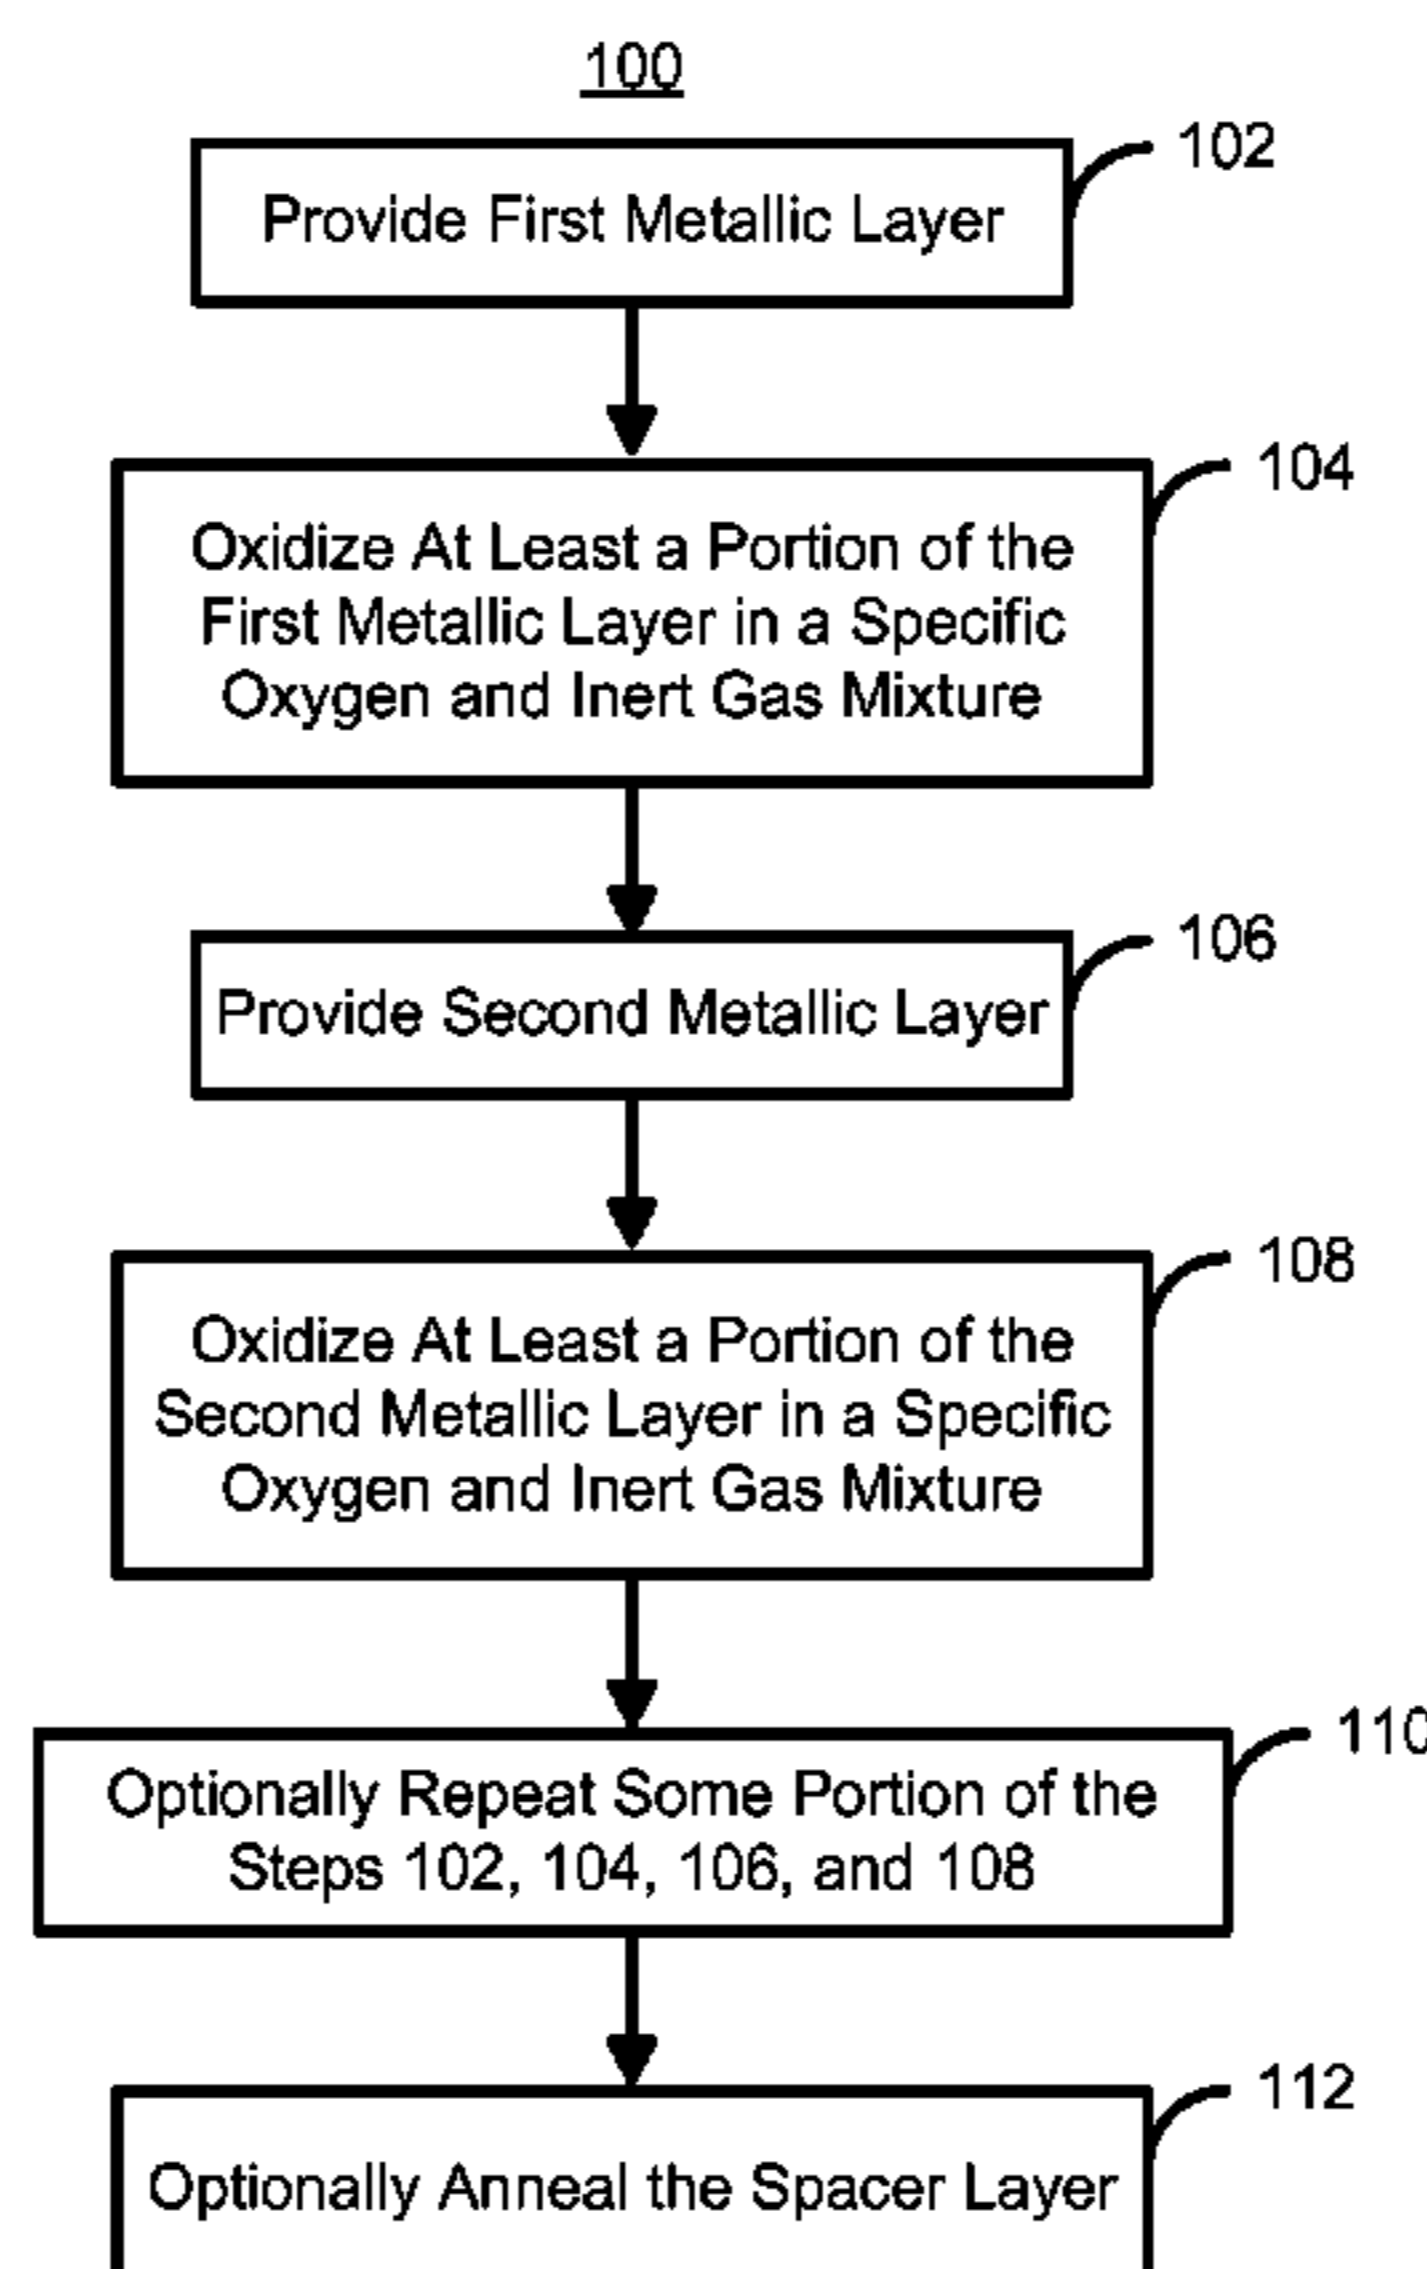 100
102
Provide First Metallic Layer
104
Oxidize At Least a Portion of the
First Metallic Layer in a Specific
Oxygen and Inert Gas Mixture
106
Provide Second Metallic Layer
108
Oxidize At Least a Portion of the
Second Metallic Layer in a Specific
Oxygen and Inert Gas Mixture
110
Optionally Repeat Some Portion of the
Steps 102, 104, 106, and 108
112
Optionally Anneal the Spacer Layer